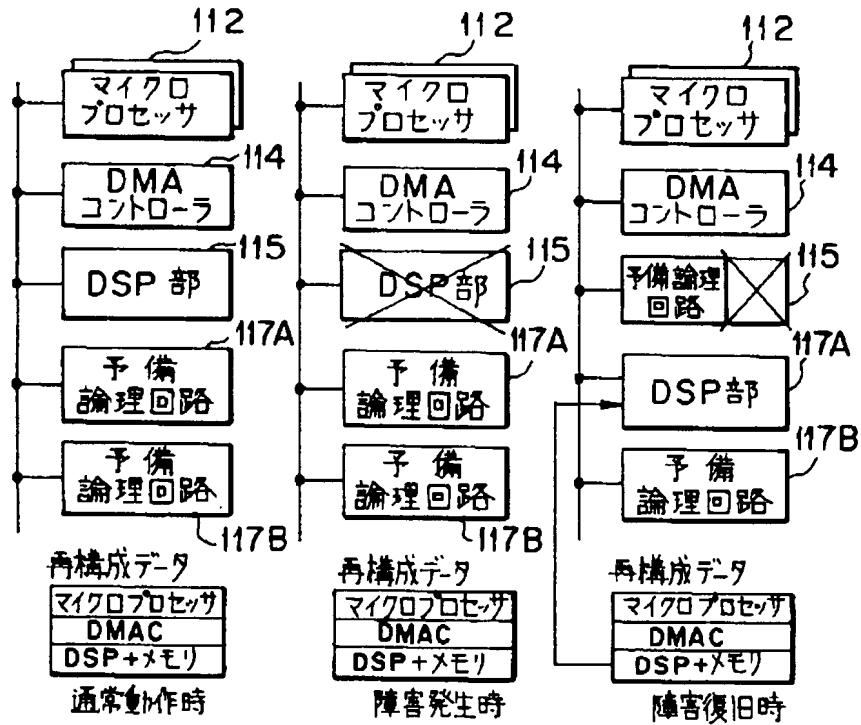 112
マイクロ
プロセッサ
114
DMA
コントローラ
115
DSP部
117A
予備
論理回路
予備
論理回路
117B
再構成データ
マイクロプロセッサ
DMAC
DSP+メモリ
通常動作時
112
マイクロ
プロセッサ
114
DMA
コントローラ
115
DSP部
117A
予備
論理回路
予備
論理回路
117B
再構成データ
マイクロプロセッサ
DMAC
DSP+メモリ
障害発生時
112
マイクロ
プロセッサ
114
DMA
コントローラ
115
予備論理
回路
117A
DSP部
117B
予備
論理回路
再構成データ
マイクロプロセッサ
DMAC
DSP+メモリ
障害復旧時